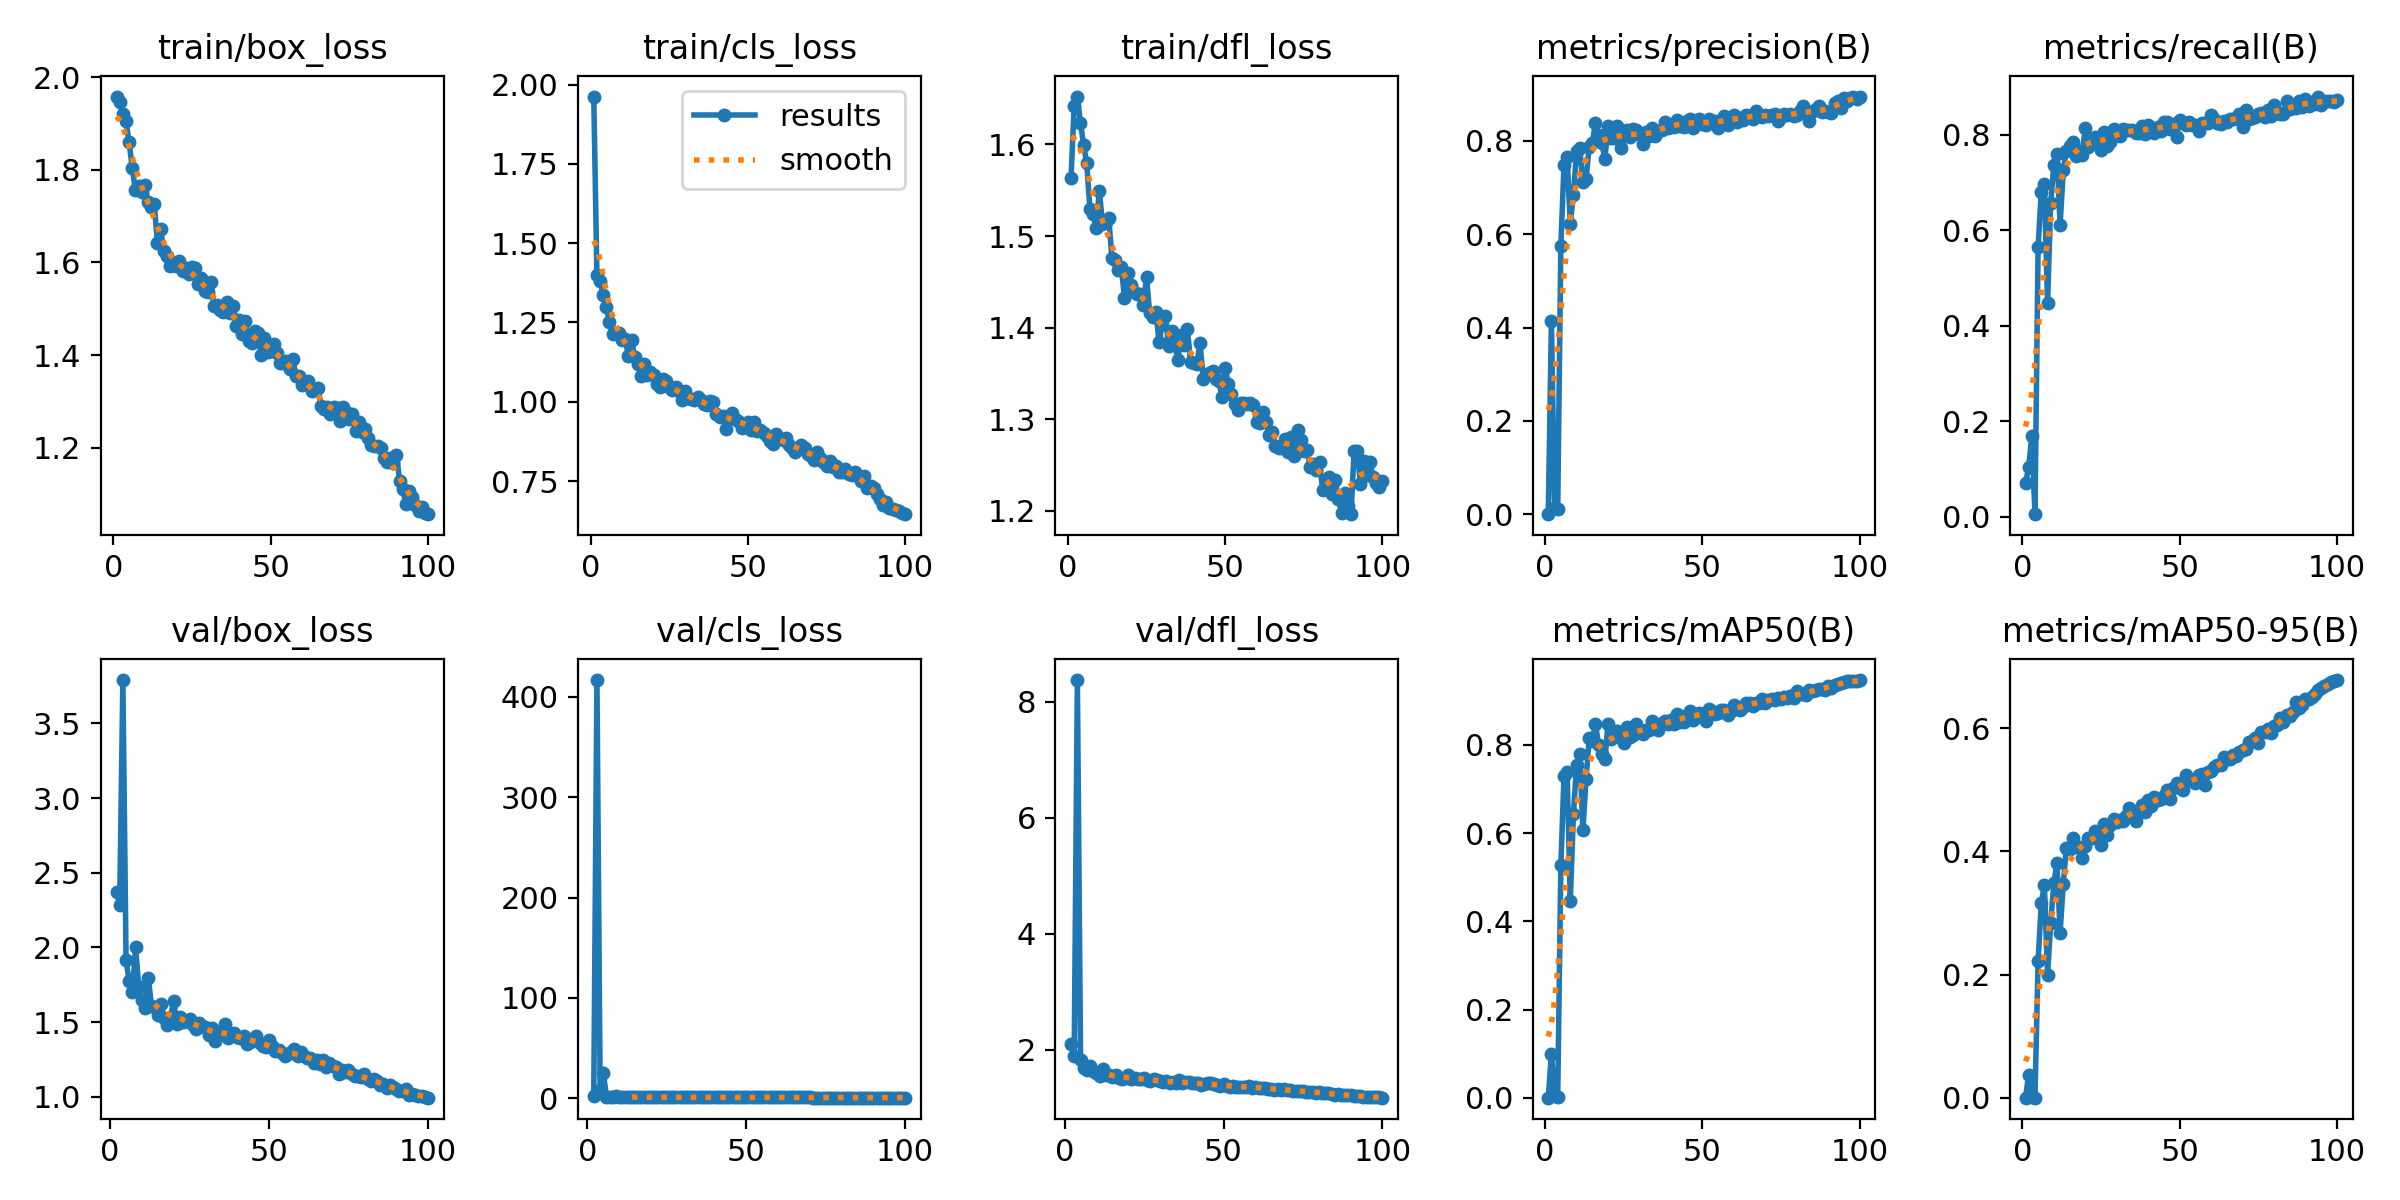 train/box_loss
2.0
1.8
1.6
1.4
1.2
0 50 100
train/cls_loss
results
smooth
2.00
1.75
1.50
1.25
1.00
0.75
0 50 100
train/dfl_loss
1.6
1.5
1.4
1.3
1.2
0 50 100
metrics/precision(B)
0.8
0.6
0.4
0.2
0.0
0 50 100
metrics/recall(B)
0.8
0.6
0.4
0.2
0.0
0 50 100
val/box_loss
3.5
3.0
2.5
2.0
1.5
1.0
0 50 100
val/cls_loss
400
300
200
100
0
0 50 100
val/dfl_loss
8
6
4
2
0 50 100
metrics/mAP50(B)
0.8
0.6
0.4
0.2
0.0
0 50 100
metrics/mAP50-95(B)
0.6
0.4
0.2
0.0
0 50 100